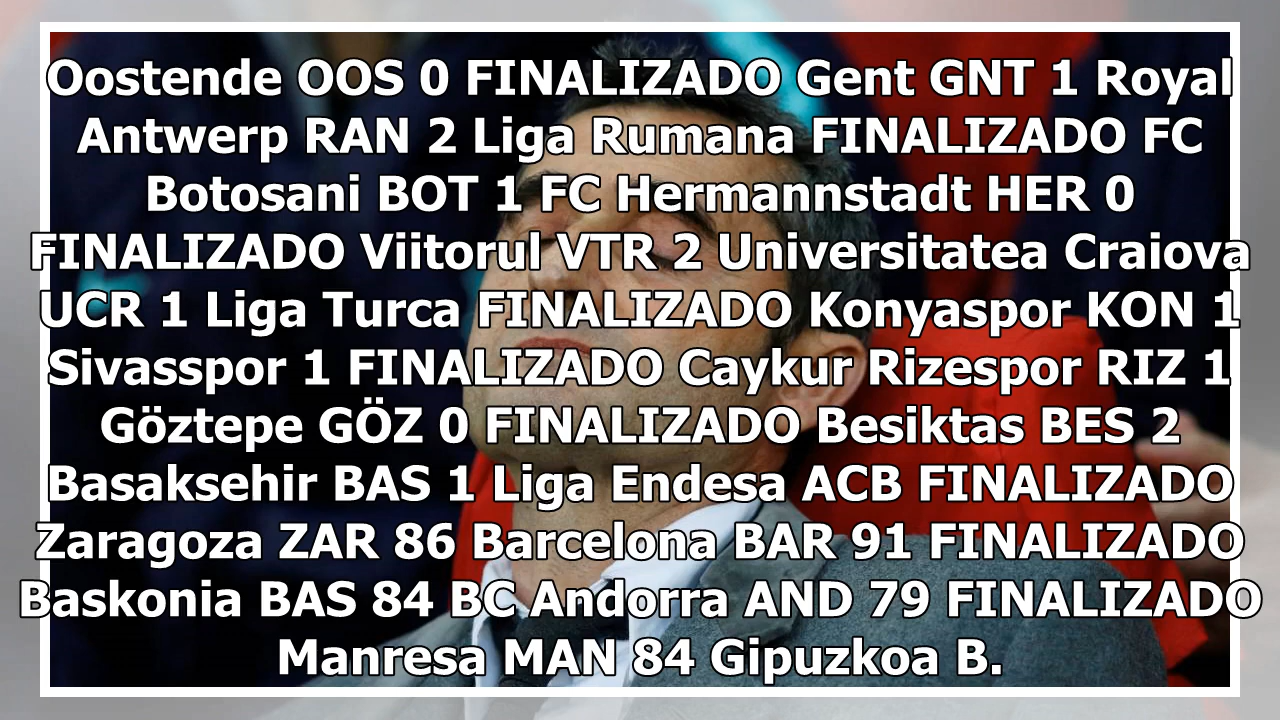 Oostende OOS 0 FINALIZADO Gent GNT 1 Royal
Antwerp RAN 2 Liga Rumana FINALIZADO FC
Botosani BOT 1 FC Hermannstadt HER 0
FINALIZADO Viitorul VTR 2 Universitatea Craiova
UCR 1 Liga Turca FINALIZADO Konyaspor KON 1
Sivasspor 1 FINALIZADO Caykur Rizespor RIZ 1
Göztepe GÖZ 0 FINALIZADO Besiktas BES 2
Basaksehir BAS 1 Liga Endesa ACB FINALIZADO
Zaragoza ZAR 86 Barcelona BAR 91 FINALIZADO
Baskonia BAS 84 BC Andorra AND 79 FINALIZADO
Manresa MAN 84 Gipuzkoa B.